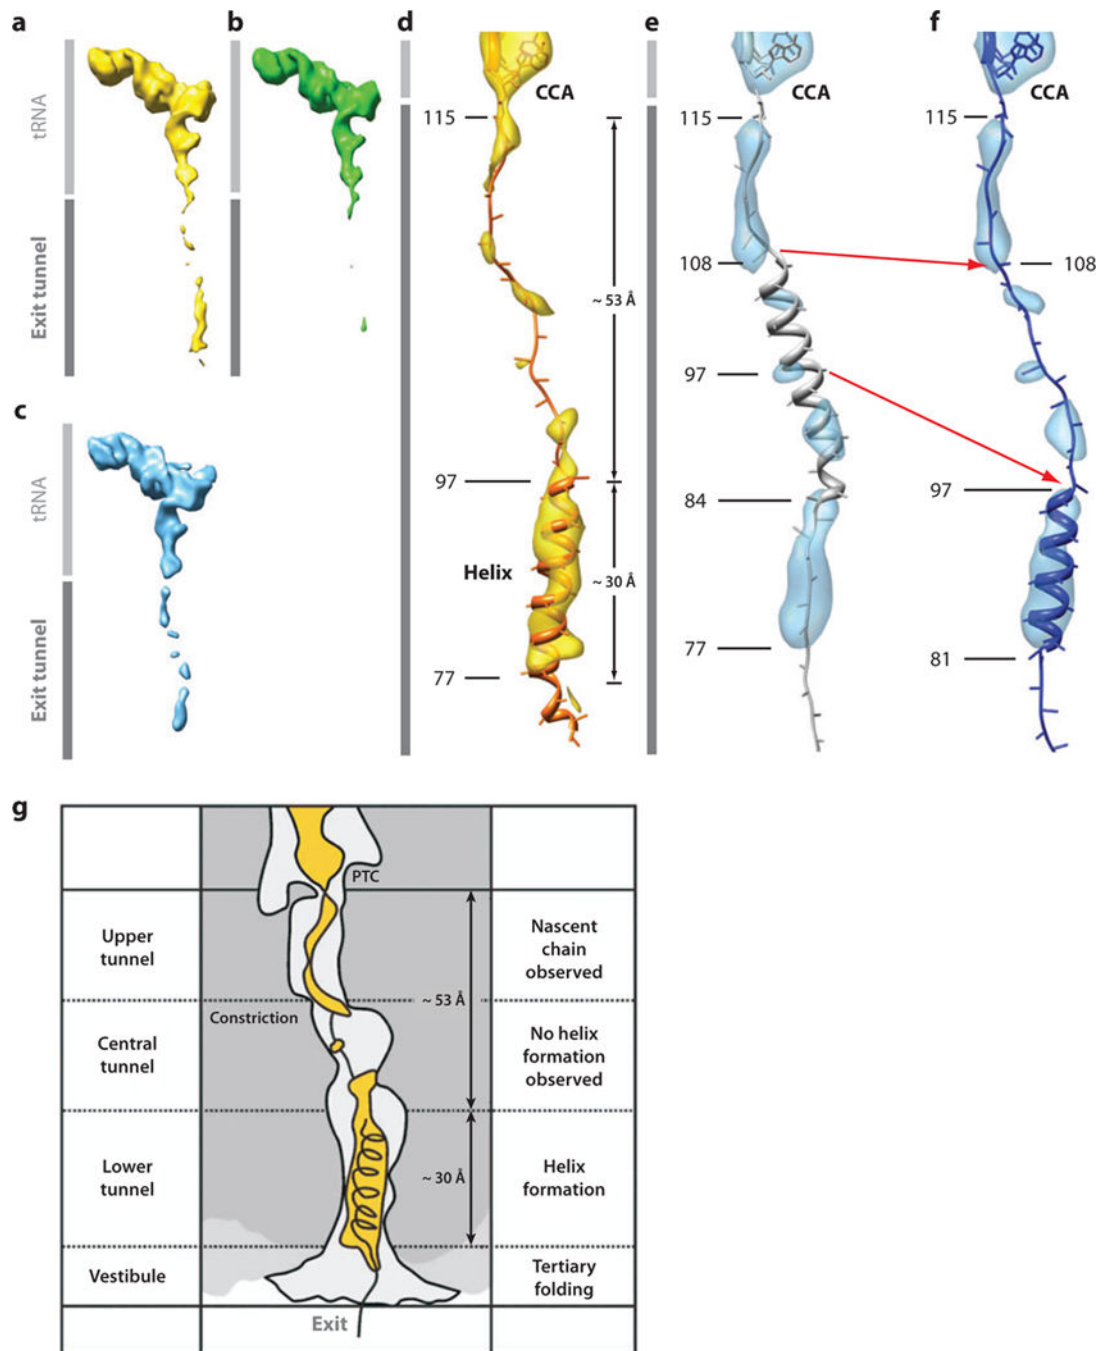 a
tRNA
Exit tunnel
b
c
tRNA
Exit tunnel
d
CCA
115
~ 53 Å
97
Helix
~ 30 Å
77
e
CCA
115
108
97
84
77
f
CCA
115
108
97
81
g
PTC
Upper
tunnel
Nascent
chain
observed
~ 53 Å
Constriction
Central
tunnel
No helix
formation
observed
Lower
tunnel
~ 30 Å
Helix
formation
Vestibule
Tertiary
folding
Exit